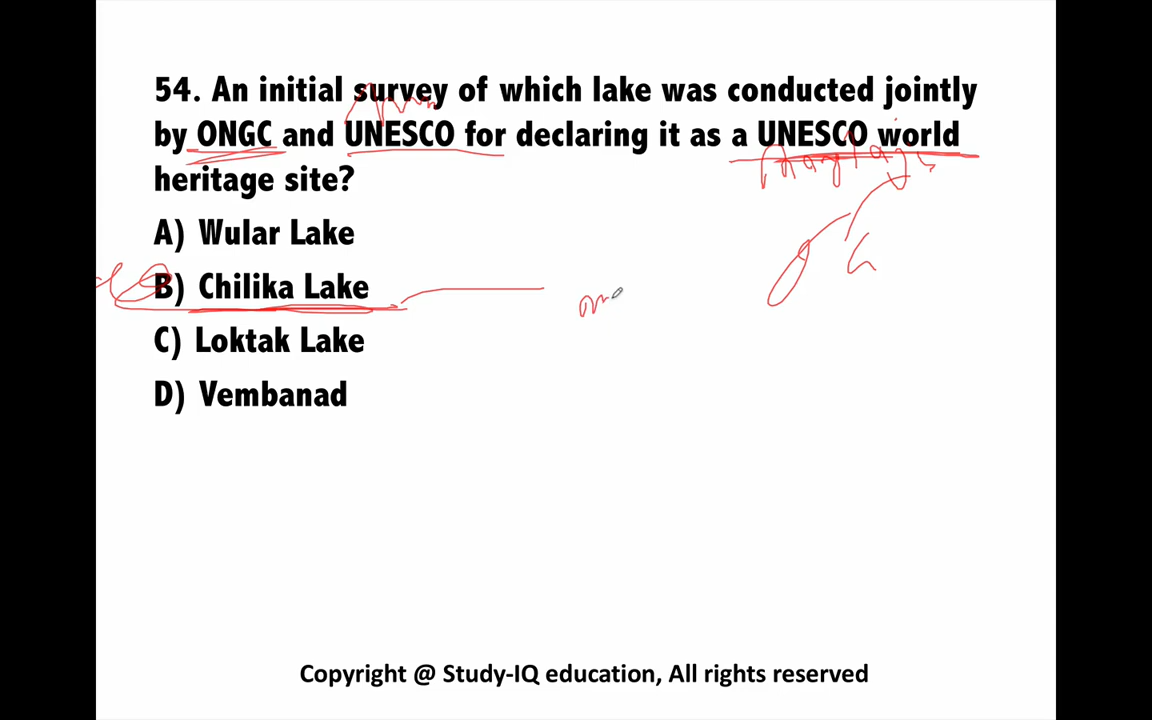 54. An initial survey of which lake was conducted jointly
by ONGC and UNESCO for declaring it as a UNESCO world
heritage site?
A) Wular Lake
B) Chilika Lake
C) Loktak Lake
D) Vembanad
Copyright @ Study-IQ education, All rights reserved